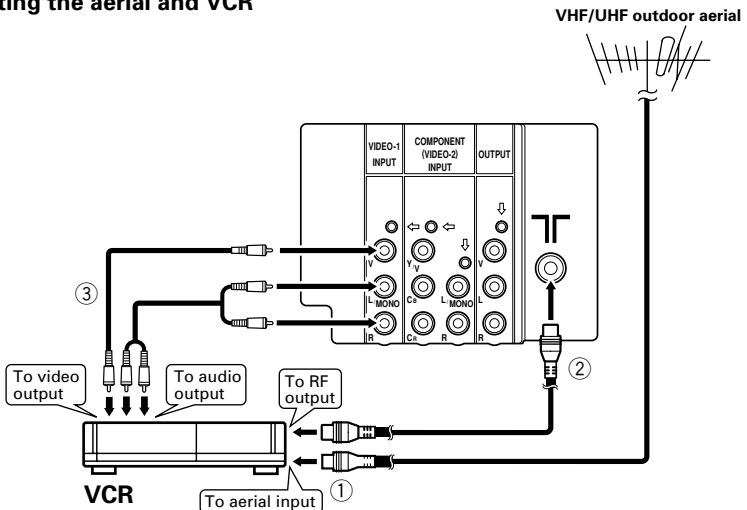 ting the aerial and VCR
VHF/UHF outdoor aerial
VIDEO-1
INPUT
COMPONENT
(VIDEO-2)
INPUT
OUTPUT
V
Y/V
V
L/MONO
CB
L/MONO
L
R
CR
R
R
③
②
To video
output
To audio
output
To RF
output
VCR
To aerial input
①